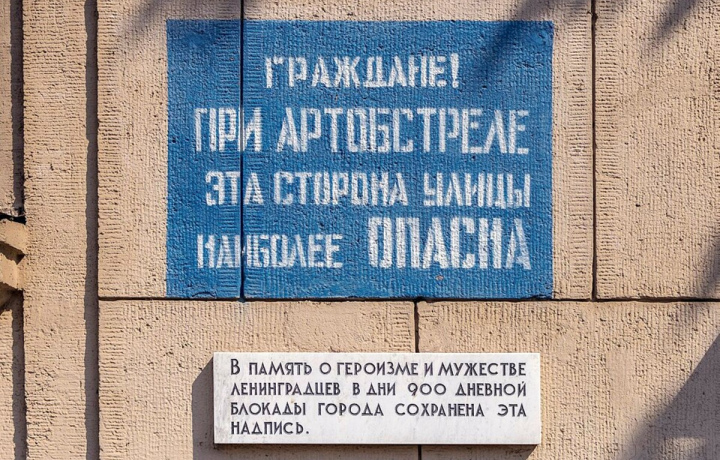 ГРАЖДАНЕ!
ПРИ АРТОБСТРЕЛЕ
ЭТА СТОРОНА УЛИЦЫ
НАИБОЛЕЕ ОПАСНА
В ПАМЯТЬ О ГЕРОИЗМЕ И МУЖЕСТВЕ
ЛЕНИНГРАДЦЕВ В ДНИ 900 ДНЕВНОЙ
БЛОКАДЫ ГОРОДА СОХРАНЕНА ЭТА
НАДПИСЬ.